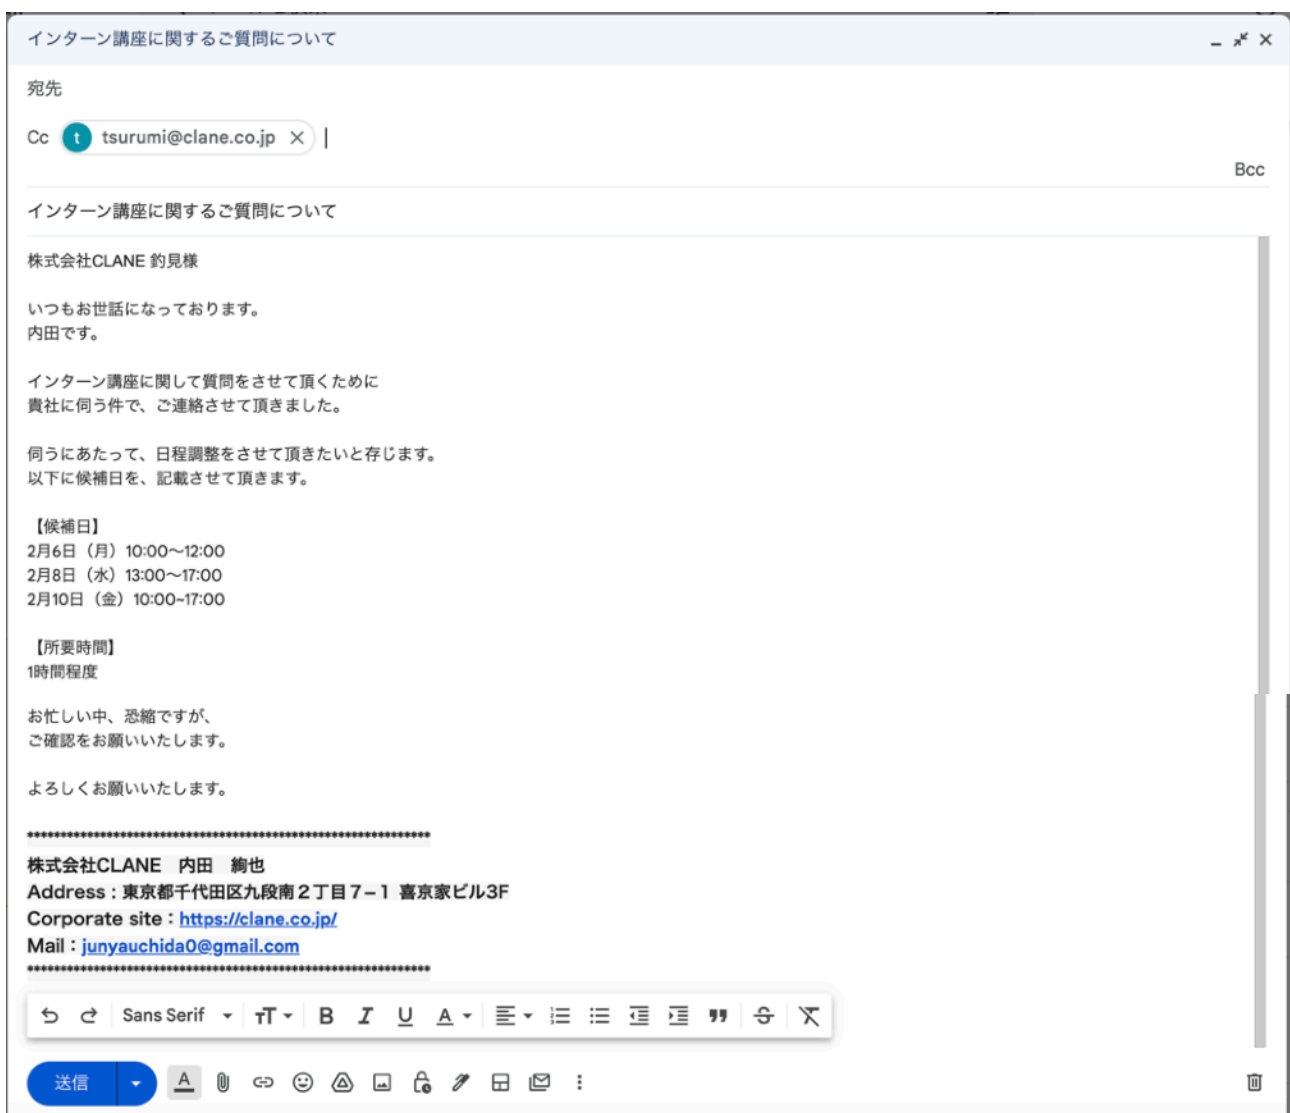 インターン講座に関するご質問について
宛先
Cc t tsurumi@clane.co.jp
Bcc
インターン講座に関するご質問について
株式会社CLANE 釣見様
いつもお世話になっております。
内田です。
インターン講座に関して質問をさせて頂くために
貴社に伺う件で、ご連絡させて頂きました。
伺うにあたって、日程調整をさせて頂きたいと存じます。
以下に候補日を、記載させて頂きます。
【候補日】
2月6日（月）10:00〜12:00
2月8日（水）13:00〜17:00
2月10日（金）10:00~17:00
【所要時間】
1時間程度
お忙しい中、恐縮ですが、
ご確認をお願いいたします。
よろしくお願いいたします。
株式会社CLANE　内田　絢也
Address : 東京都千代田区九段南２丁目７−１ 喜京家ビル3F
Corporate site：https://clane.co.jp/
Mail：junyauchida0@gmail.com
Sans Serif
送信